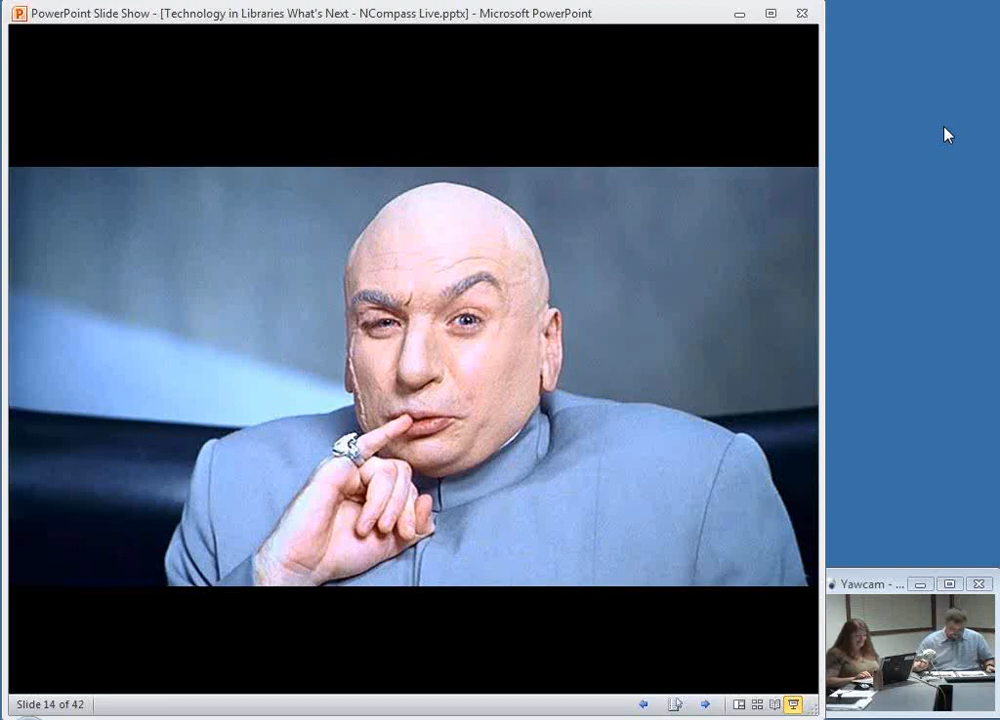 PowerPoint Slide Show - [Technology in Libraries What's Next - NCompass Live.pptx] - Microsoft PowerPoint
Yawcam - ...
Slide 14 of 42